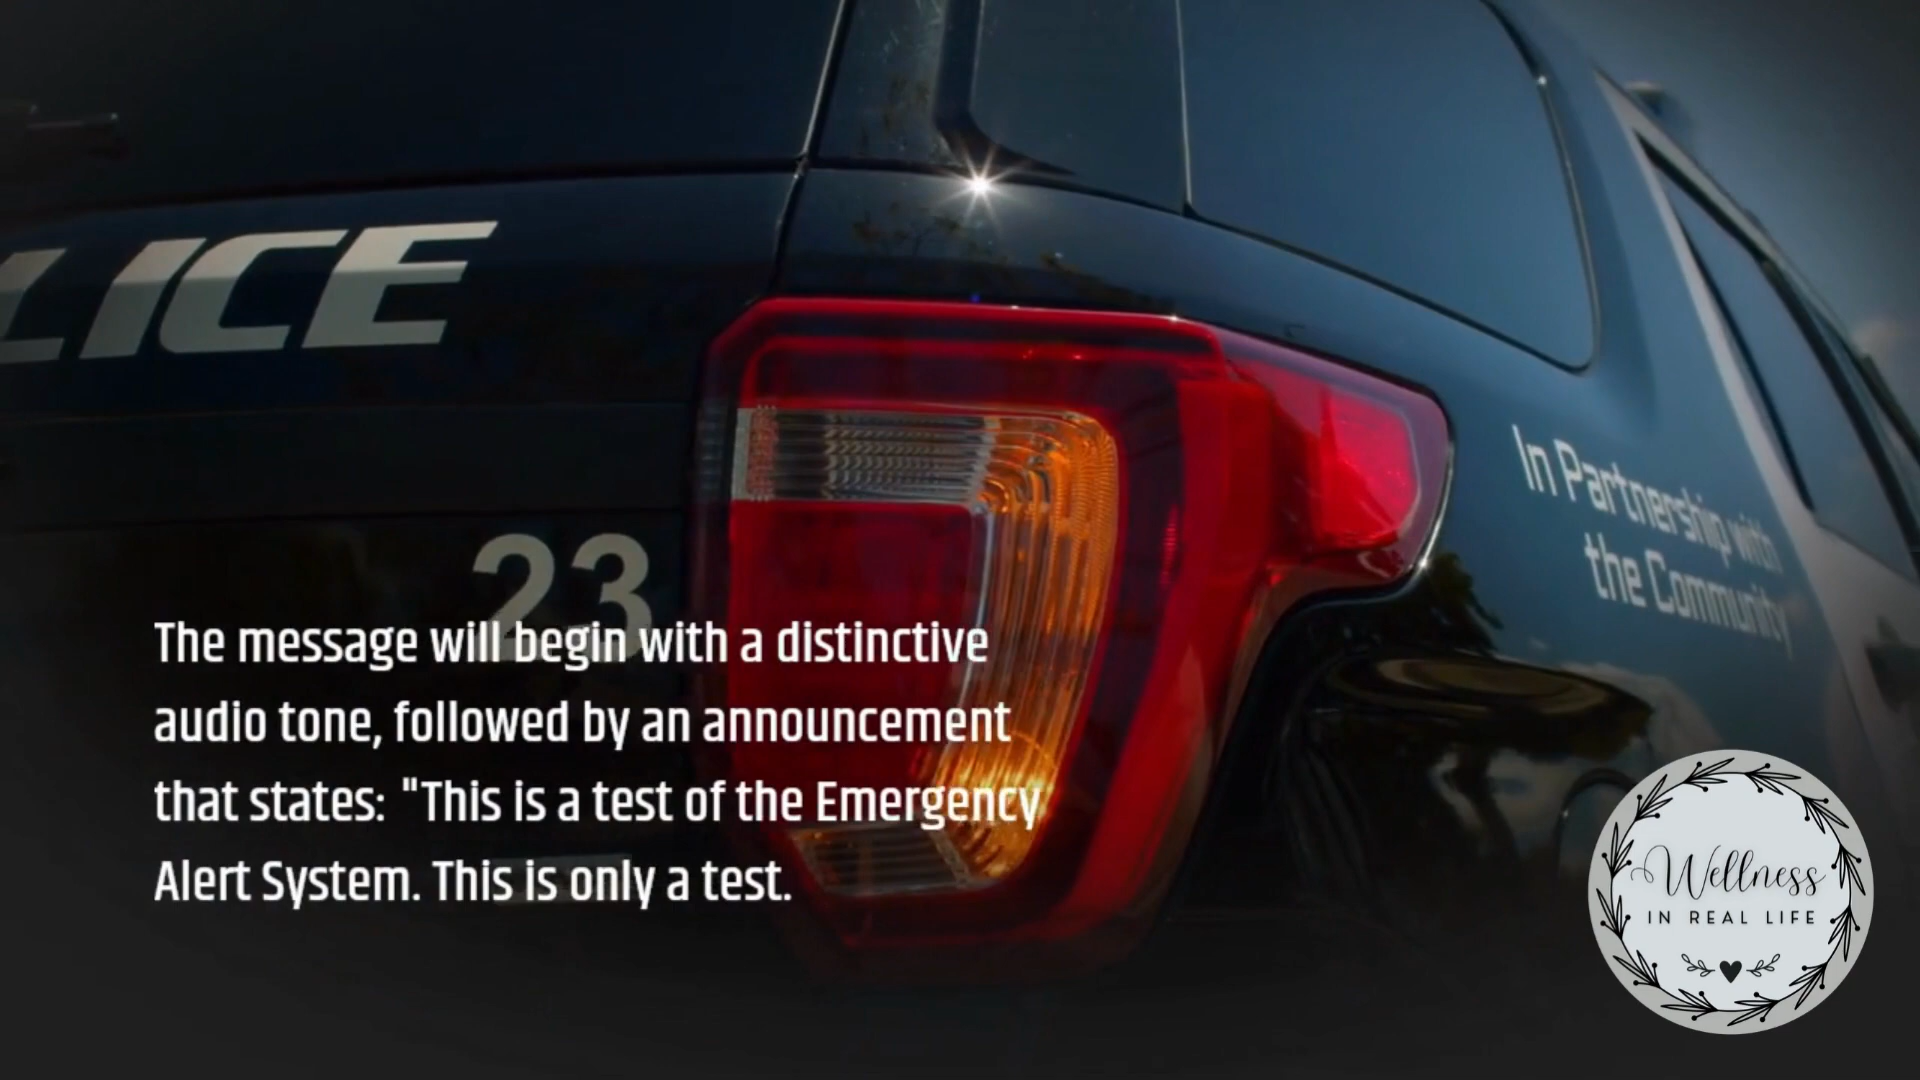 LICE
23
In Partnership with
the Community
The message will begin with a distinctive
audio tone, followed by an announcement
that states: "This is a test of the Emergency
Alert System. This is only a test.
Wellness
IN REAL LIFE